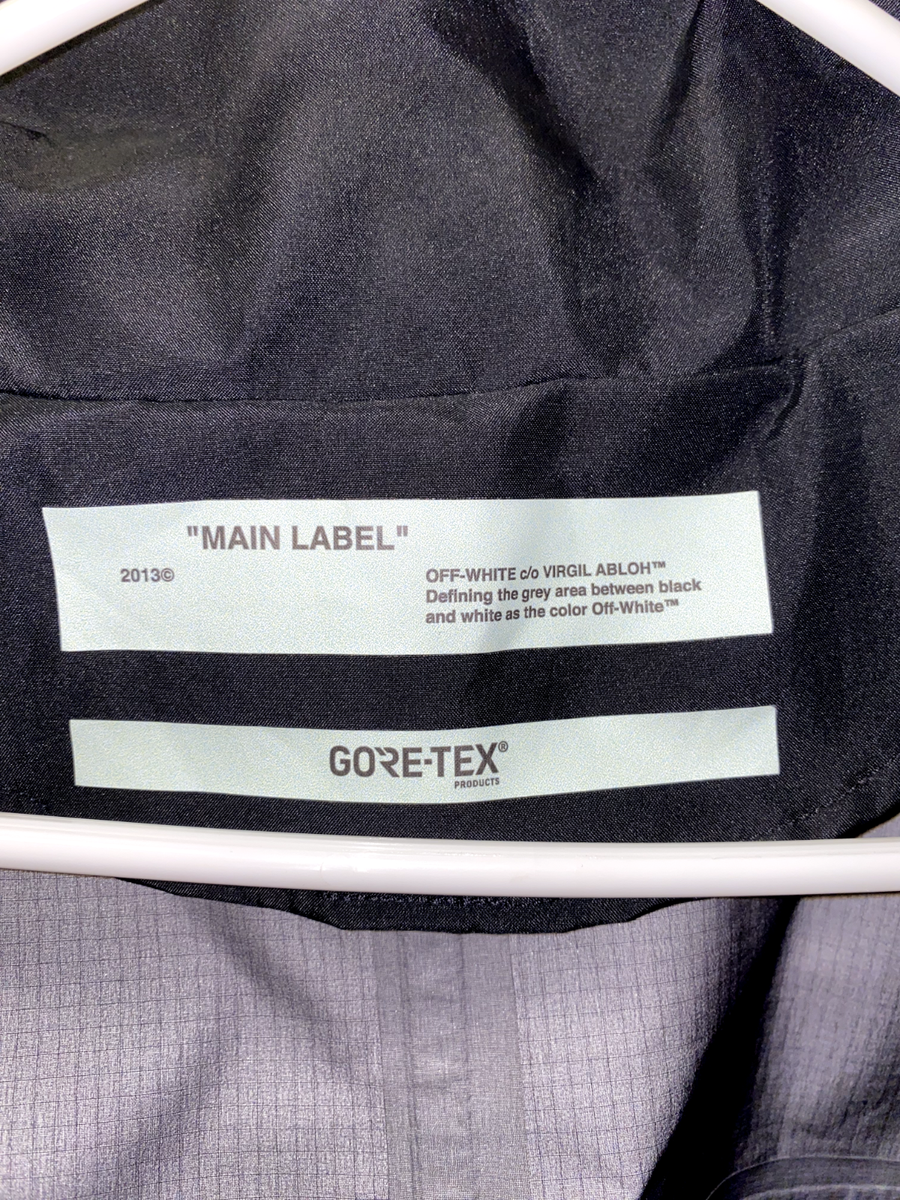 "MAIN LABEL"
2013©
OFF-WHITE c/o VIRGIL ABLOH™
Defining the grey area between black
and white as the color Off-White™
GORE-TEX®
PRODUCTS